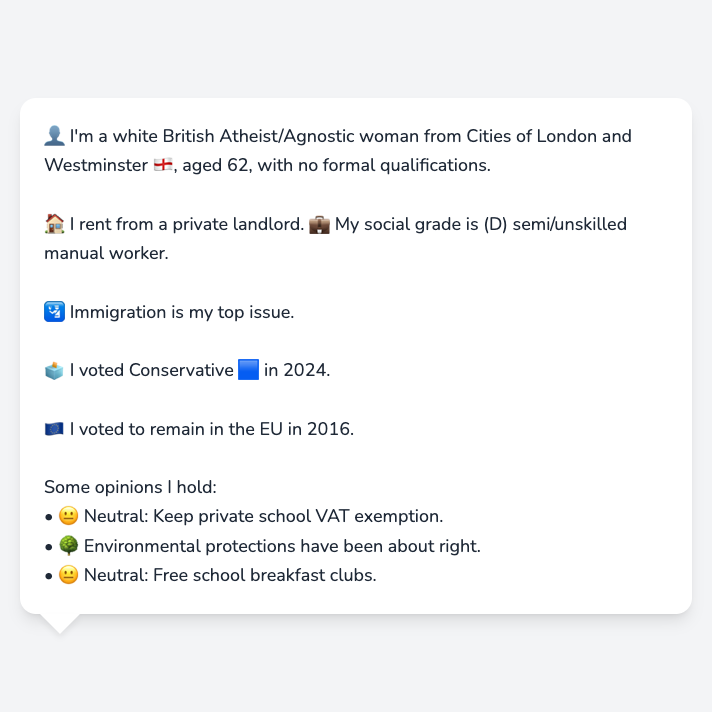 👤 I'm a white British Atheist/Agnostic woman from Cities of London and
Westminster 🏴󠁧󠁢󠁥󠁮󠁧󠁿, aged 62, with no formal qualifications.
🏠 I rent from a private landlord. 💼 My social grade is (D) semi/unskilled
manual worker.
🛂 Immigration is my top issue.
🗳️ I voted Conservative 🟦 in 2024.
🇪🇺 I voted to remain in the EU in 2016.
Some opinions I hold:
• 😐 Neutral: Keep private school VAT exemption.
• 🌳 Environmental protections have been about right.
• 😐 Neutral: Free school breakfast clubs.